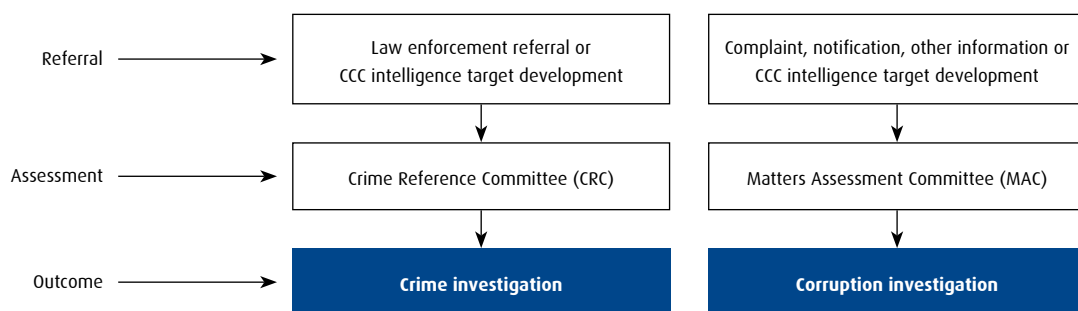 Referral
Law enforcement referral or
CCC intelligence target development
Complaint, notification, other information or
CCC intelligence target development
Assessment
Crime Reference Committee (CRC)
Matters Assessment Committee (MAC)
Outcome
Crime investigation
Corruption investigation